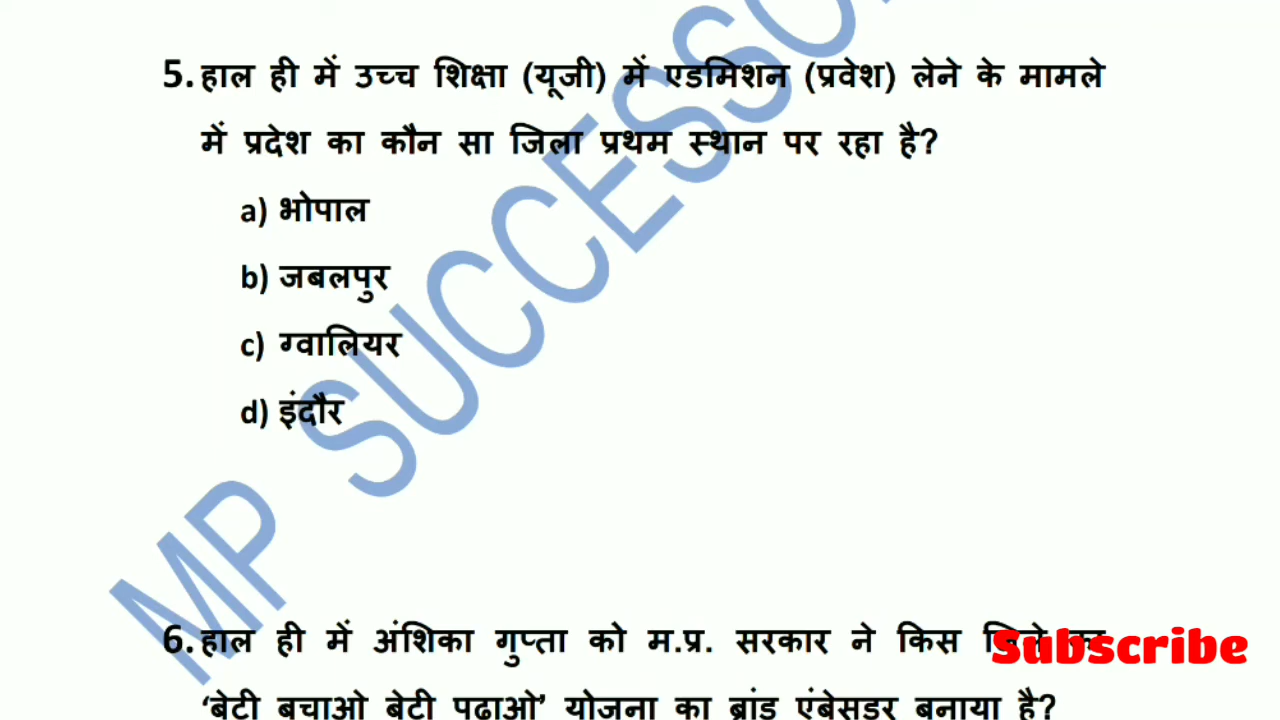 5. हाल ही में उच्च शिक्षा (यूजी) में एडमिशन (प्रवेश) लेने के मामले
में प्रदेश का कौन सा जिला प्रथम स्थान पर रहा है?
a) भोपाल
b) जबलपुर
c) ग्वालियर
d) इंदौर
MP SUCCESSO
6. हाल ही में अंशिका गुप्ता को म.प्र. सरकार ने किस
Subscribe
'बेटी बचाओ बेटी पढाओ' योजना का ब्रांड एंबेसडर बनाया है?